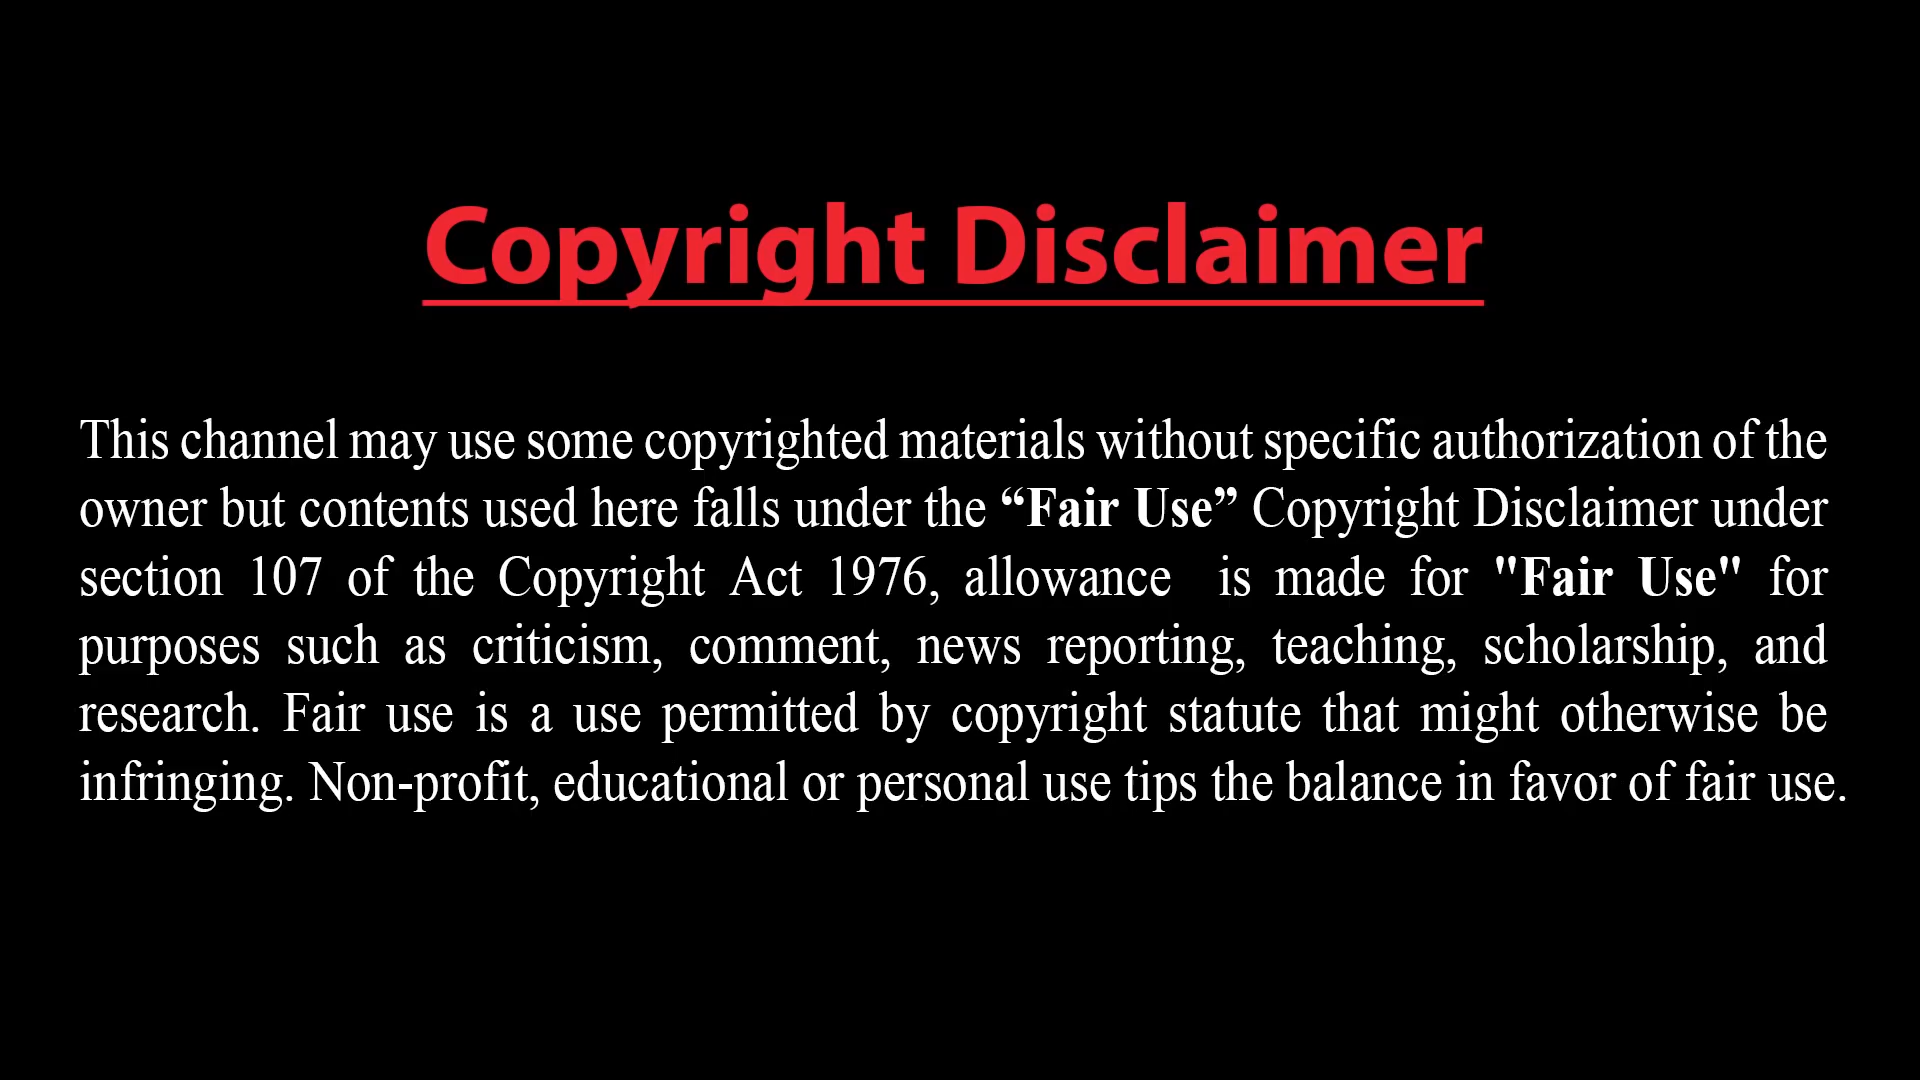 Copyright Disclaimer
This channel may use some copyrighted materials without specific authorization of the
owner but contents used here falls under the “Fair Use” Copyright Disclaimer under
section 107 of the Copyright Act 1976, allowance  is made for "Fair Use" for
purposes such as criticism, comment, news reporting, teaching, scholarship, and
research. Fair use is a use permitted by copyright statute that might otherwise be
infringing. Non-profit, educational or personal use tips the balance in favor of fair use.